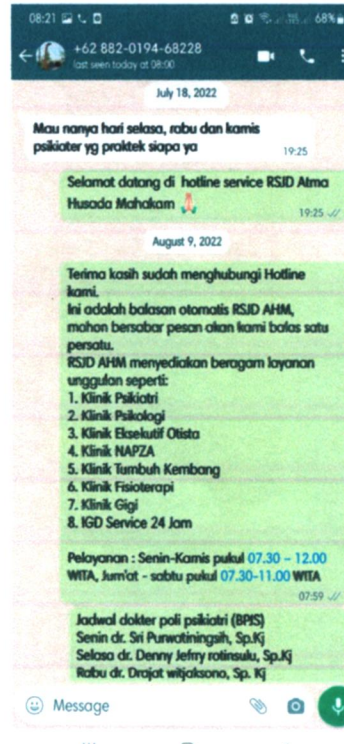 08:21
68%
+62 882-0194-68228
last seen today at 08:00
July 18, 2022
Mau nanya hari selasa, rabu dan kamis
psikiater yg praktek siapa ya
19:25
Selamat datang di hotline service RSJD Atma
Husada Mahakam
19:25
August 9, 2022
Terima kasih sudah menghubungi Hotline
kami.
Ini adalah balasan otomatis RSJD AHM,
mohon bersabar pesan akan kami balas satu
persatu.
RSJD AHM menyediakan beragam layanan
unggulan seperti:
1. Klinik Psikiatri
2. Klinik Psikologi
3. Klinik Eksekutif Otista
4. Klinik NAPZA
5. Klinik Tumbuh Kembang
6. Klinik Fisioterapi
7. Klinik Gigi
8. IGD Service 24 Jam
Pelayanan : Senin-Kamis pukul 07.30 – 12.00
WITA, Jum'at - sabtu pukul 07.30-11.00 WITA
07:59
Jadwal dokter poli psikiatri (BPJS)
Senin dr. Sri Purwatiningsih, Sp.Kj
Selasa dr. Denny Jefrry rotinsulu, Sp.Kj
Rabu dr. Drajat witjaksono, Sp. Kj
Message